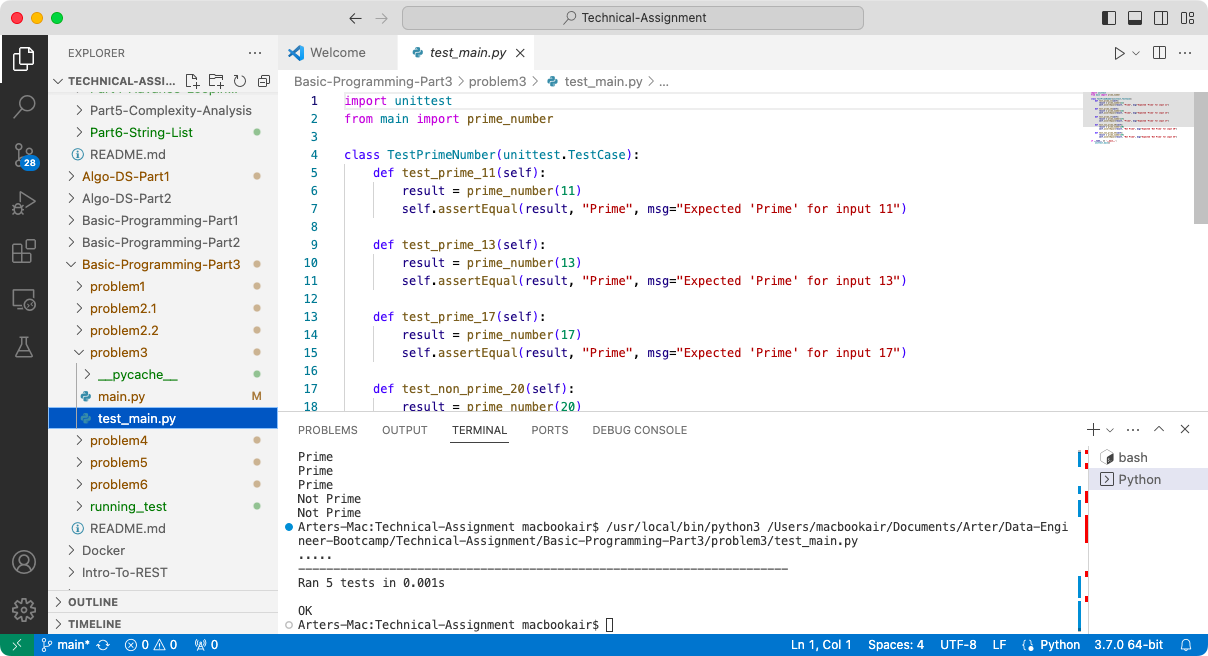 Technical-Assignment
EXPLORER
TECHNICAL-ASSI...
Part5-Complexity-Analysis
Part6-String-List
README.md
Algo-DS-Part1
Algo-DS-Part2
Basic-Programming-Part1
Basic-Programming-Part2
Basic-Programming-Part3
problem1
problem2.1
problem2.2
problem3
__pycache__
main.py M
test_main.py
problem4
problem5
problem6
running_test
README.md
Docker
Intro-To-REST
OUTLINE
TIMELINE
28
Welcome
test_main.py
Basic-Programming-Part3 > problem3 > test_main.py > ...
1 import unittest
2 from main import prime_number
3
4 class TestPrimeNumber(unittest.TestCase):
5 def test_prime_11(self):
6 result = prime_number(11)
7 self.assertEqual(result, "Prime", msg="Expected 'Prime' for input 11")
8
9 def test_prime_13(self):
10 result = prime_number(13)
11 self.assertEqual(result, "Prime", msg="Expected 'Prime' for input 13")
12
13 def test_prime_17(self):
14 result = prime_number(17)
15 self.assertEqual(result, "Prime", msg="Expected 'Prime' for input 17")
16
17 def test_non_prime_20(self):
18 result = prime_number(20)
PROBLEMS OUTPUT TERMINAL PORTS DEBUG CONSOLE
Prime
Prime
Prime
Not Prime
Not Prime
Arters-Mac:Technical-Assignment macbookair$ /usr/local/bin/python3 /Users/macbookair/Documents/Arter/Data-Engi
neer-Bootcamp/Technical-Assignment/Basic-Programming-Part3/problem3/test_main.py
.....
----------------------------------------------------------------------
Ran 5 tests in 0.001s
OK
Arters-Mac:Technical-Assignment macbookair$
bash
Python
main* 0 0 0 Ln 1, Col 1 Spaces: 4 UTF-8 LF Python 3.7.0 64-bit